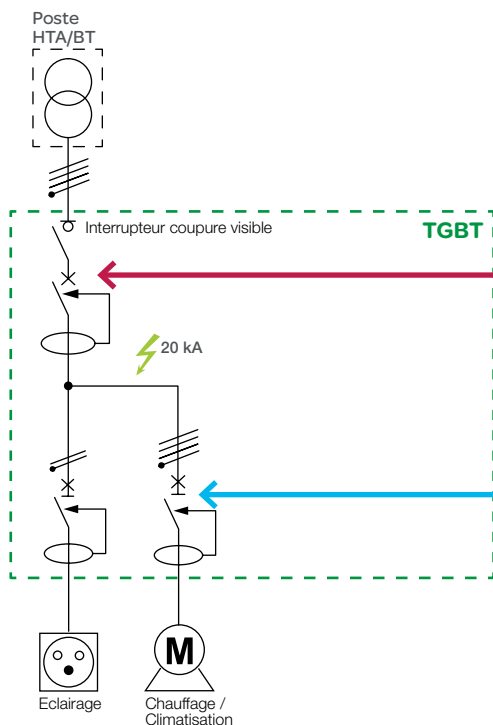 Poste
HTA/BT
Interrupteur coupure visible
TGBT
20 kA
M
Eclairage
Chauffage /
Climatisation